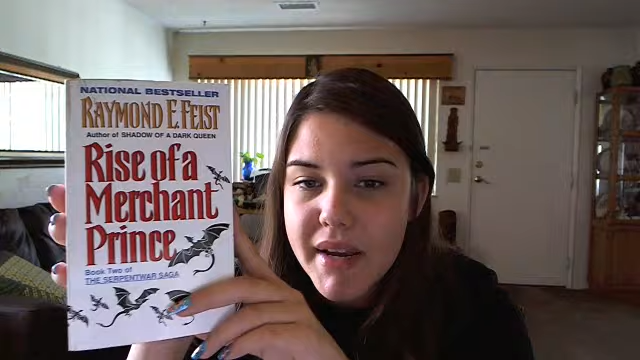 NATIONAL BESTSELLER
RAYMOND E. FEIST
Author of SHADOW OF A DARK QUEEN
Rise of a
Merchant
Prince
Book Two of
THE SERPENTWAR SAGA